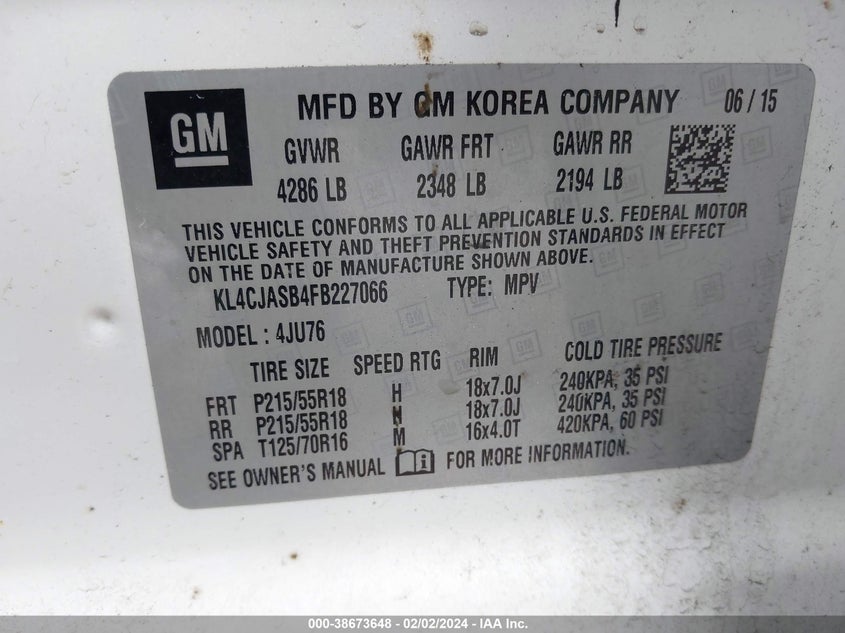 GM
MFD BY GM KOREA COMPANY 06/15
GVWR GAWR FRT GAWR RR
4286 LB 2348 LB 2194 LB
THIS VEHICLE CONFORMS TO ALL APPLICABLE U.S. FEDERAL MOTOR
VEHICLE SAFETY AND THEFT PREVENTION STANDARDS IN EFFECT
ON THE DATE OF MANUFACTURE SHOWN ABOVE.
KL4CJASB4FB227066 TYPE: MPV
MODEL: 4JU76
TIRE SIZE SPEED RTG RIM COLD TIRE PRESSURE
FRT P215/55R18 H 18x7.0J 240KPA, 35 PSI
RR P215/55R18 H 18x7.0J 240KPA, 35 PSI
SPA T125/70R16 M 16x4.0T 420KPA, 60 PSI
SEE OWNER'S MANUAL FOR MORE INFORMATION.
000-38673648 - 02/02/2024 - IAA Inc.